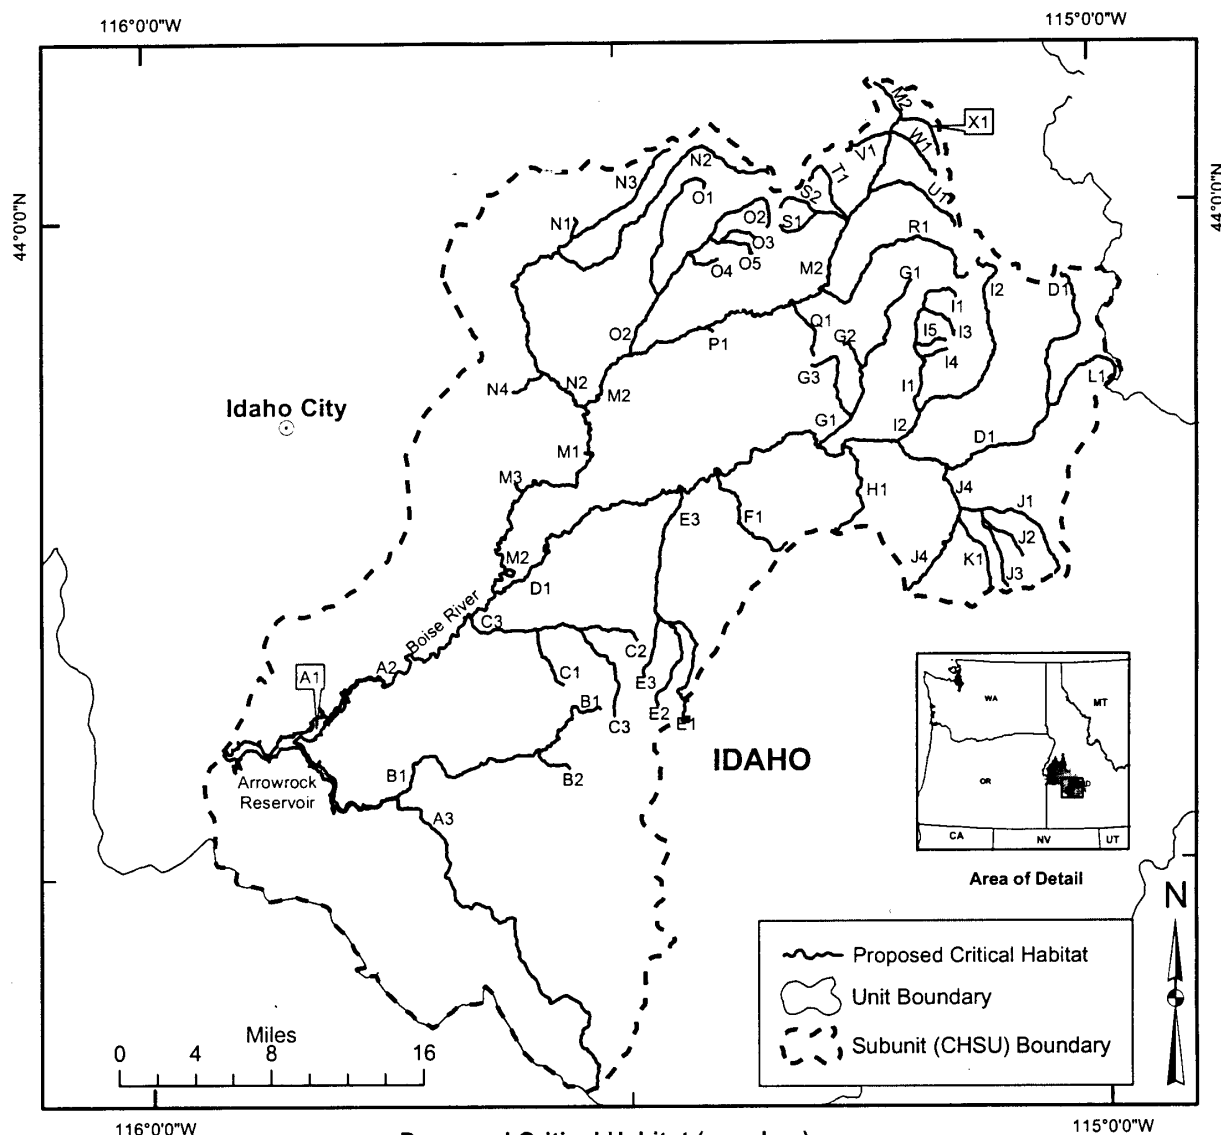 116°0'0"W
115°0'0"W
44°0'0"N
44°0'0"N
M2
X1
V1
W1
N2
N3
T1
O1
S2
U1
N1
O2
S1
R1
O3
O5
O4
M2
G1
I2
D1
I1
Q1
I5
I3
O2
P1
G2
I4
G3
L1
N4
N2
M2
I1
Idaho City
G1
I2
D1
M1
M3
J4
H1
J1
E3
F1
J2
M2
J4
K1
J3
D1
Boise River
C3
C2
A2
A1
C1
E3
B1
E2
C3
E1
WA
MT
IDAHO
B1
B2
Arrowrock
Reservoir
OR
A3
CA
NV
UT
Area of Detail
N
Proposed Critical Habitat
Unit Boundary
Subunit (CHSU) Boundary
Miles
0 4 8 16
116°0'0"W
115°0'0"W